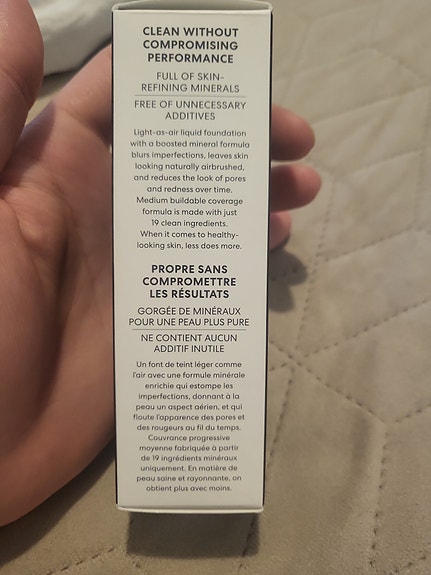 CLEAN WITHOUT
COMPROMISING
PERFORMANCE
FULL OF SKIN-
REFINING MINERALS
FREE OF UNNECESSARY
ADDITIVES
Light-as-air liquid foundation
with a boosted mineral formula
blurs imperfections, leaves skin
looking naturally airbrushed,
and reduces the look of pores
and redness over time.
Medium buildable coverage
formula is made with just
19 clean ingredients.
When it comes to healthy-
looking skin, less does more.
PROPRE SANS
COMPROMETTRE
LES RÉSULTATS
GORGÉE DE MINÉRAUX
POUR UNE PEAU PLUS PURE
NE CONTIENT AUCUN
ADDITIF INUTILE
Un font de teint léger comme
l'air avec une formule minérale
enrichie qui estompe les
imperfections, donnant à la
peau un aspect aérien, et qui
floute l'apparence des pores et
des rougeurs au fil du temps.
Couvrance progressive
moyenne fabriquée à partir
de 19 ingrédients minéraux
uniquement. En matière de
peau saine et rayonnante, on
obtient plus avec moins.